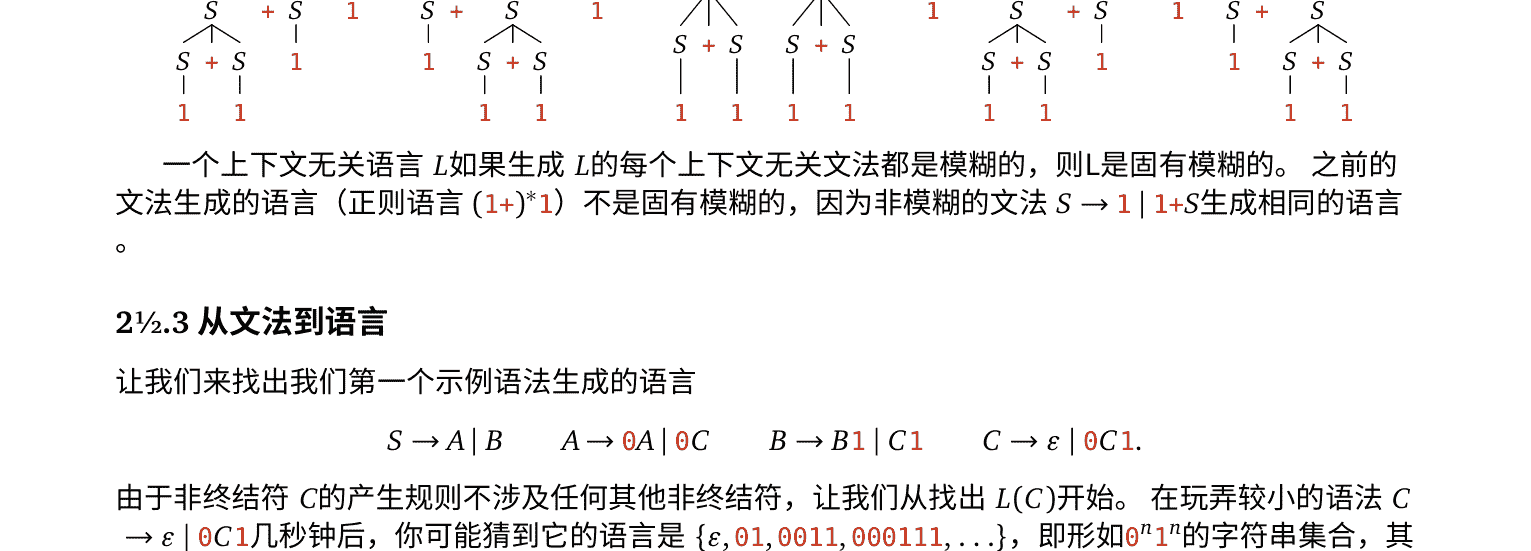 S + S 1 S + S 1 1 S + S 1 S + S
S + S 1 1 S + S S + S S + S S + S 1 1 S + S
1 1 1 1 1 1 1 1 1 1 1 1
一个上下文无关语言 L如果生成 L的每个上下文无关文法都是模糊的，则L是固有模糊的。 之前的
文法生成的语言（正则语言 (1+)*1）不是固有模糊的，因为非模糊的文法 S → 1 | 1+S生成相同的语言
。
2½.3 从文法到语言
让我们来找出我们第一个示例语法生成的语言
S → A | B A → 0A | 0C B → B1 | C1 C → ε | 0C1.
由于非终结符 C的产生规则不涉及任何其他非终结符，让我们从找出 L(C)开始。 在玩弄较小的语法 C
→ ε | 0C1几秒钟后，你可能猜到它的语言是 {ε, 01, 0011, 000111, . . .}，即形如0ⁿ1ⁿ的字符串集合，其